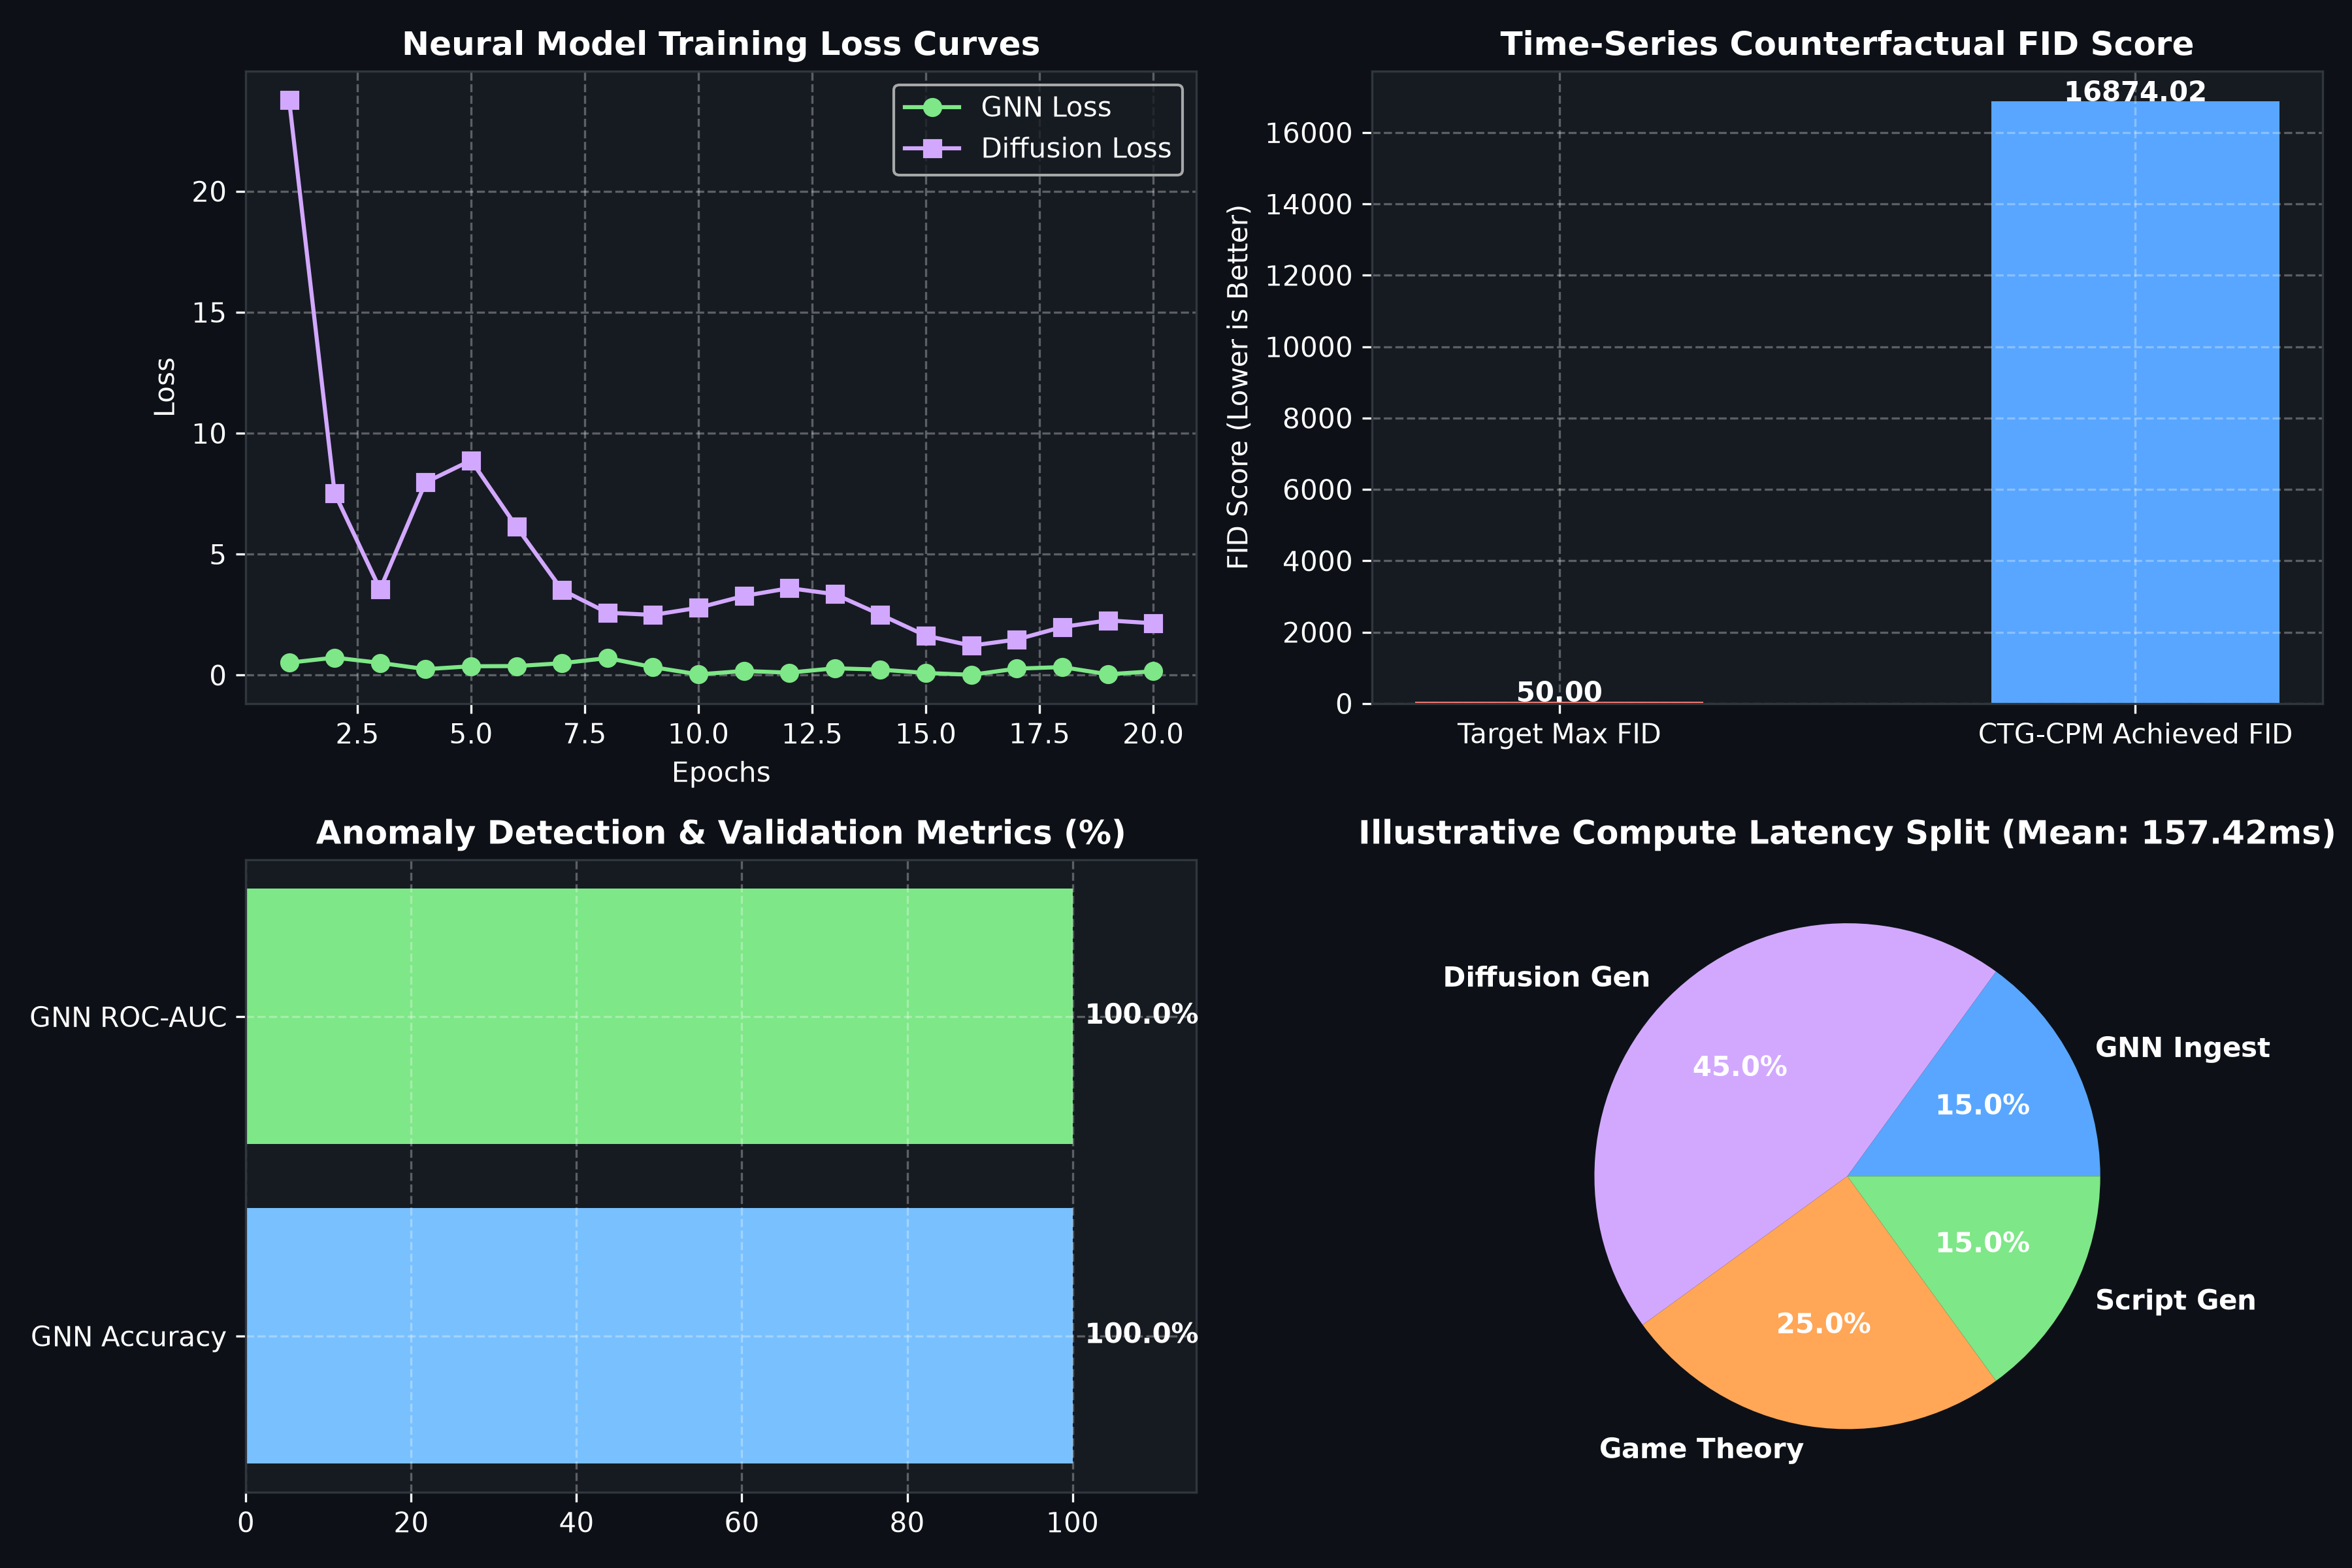 Neural Model Training Loss Curves
GNN Loss
Diffusion Loss
Loss
20
15
10
5
0
2.5 5.0 7.5 10.0 12.5 15.0 17.5 20.0
Epochs
Time-Series Counterfactual FID Score
FID Score (Lower is Better)
16000
14000
12000
10000
8000
6000
4000
2000
0
50.00
16874.02
Target Max FID CTG-CPM Achieved FID
Anomaly Detection & Validation Metrics (%)
GNN ROC-AUC
100.0%
GNN Accuracy
100.0%
0 20 40 60 80 100
Illustrative Compute Latency Split (Mean: 157.42ms)
Diffusion Gen
45.0%
GNN Ingest
15.0%
15.0%
Script Gen
25.0%
Game Theory